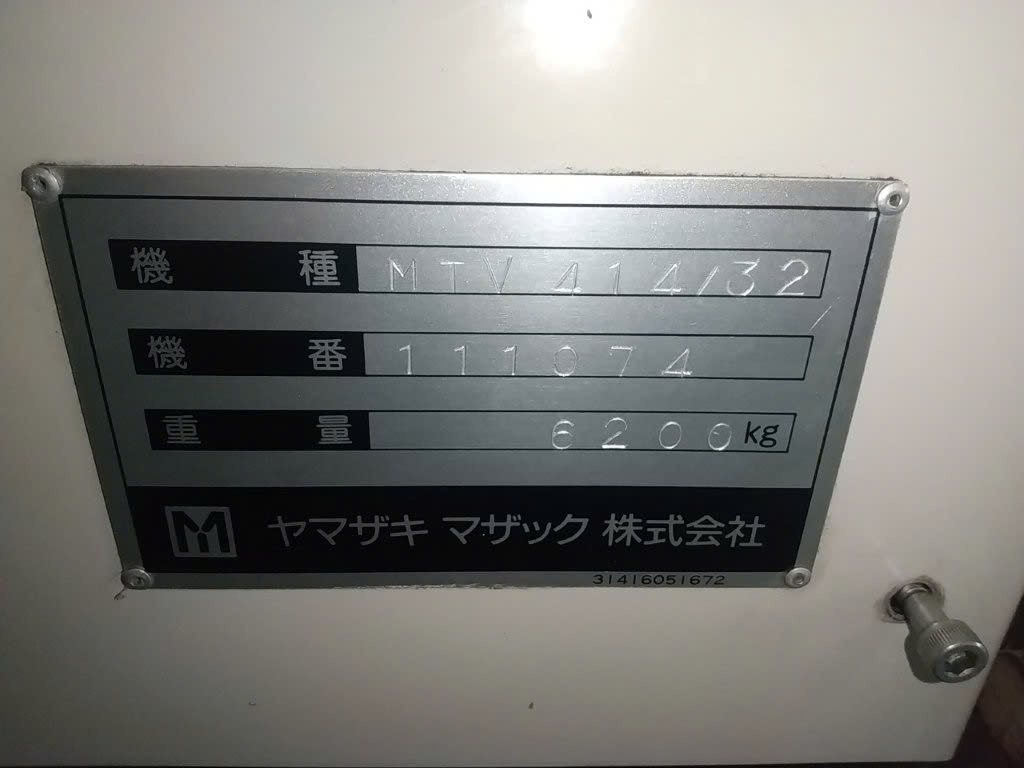 機種 MTV 414/32
機番 111074
重量 6200kg
M ヤマザキ マザック 株式会社
31416051672